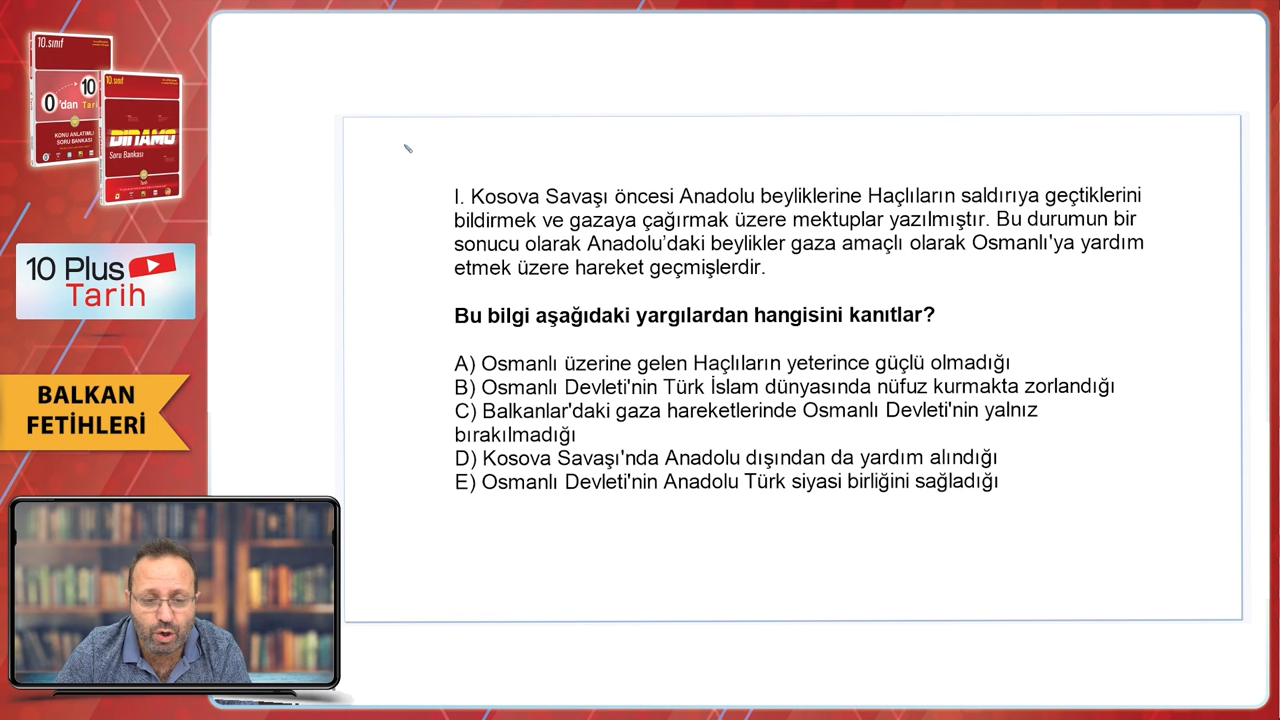 10.sınıf
0'dan 10
Tarih
KONU ANLATIMLI
SORU BANKASI
10.sınıf
DİNAMO
Soru Bankası
10 Plus
Tarih
BALKAN
FETİHLERİ
I. Kosova Savaşı öncesi Anadolu beyliklerine Haçlıların saldırıya geçtiklerini
bildirmek ve gazaya çağırmak üzere mektuplar yazılmıştır. Bu durumun bir
sonucu olarak Anadolu’daki beylikler gaza amaçlı olarak Osmanlı'ya yardım
etmek üzere hareket geçmişlerdir.
Bu bilgi aşağıdaki yargılardan hangisini kanıtlar?
A) Osmanlı üzerine gelen Haçlıların yeterince güçlü olmadığı
B) Osmanlı Devleti'nin Türk İslam dünyasında nüfuz kurmakta zorlandığı
C) Balkanlar'daki gaza hareketlerinde Osmanlı Devleti'nin yalnız
bırakılmadığı
D) Kosova Savaşı'nda Anadolu dışından da yardım alındığı
E) Osmanlı Devleti'nin Anadolu Türk siyasi birliğini sağladığı